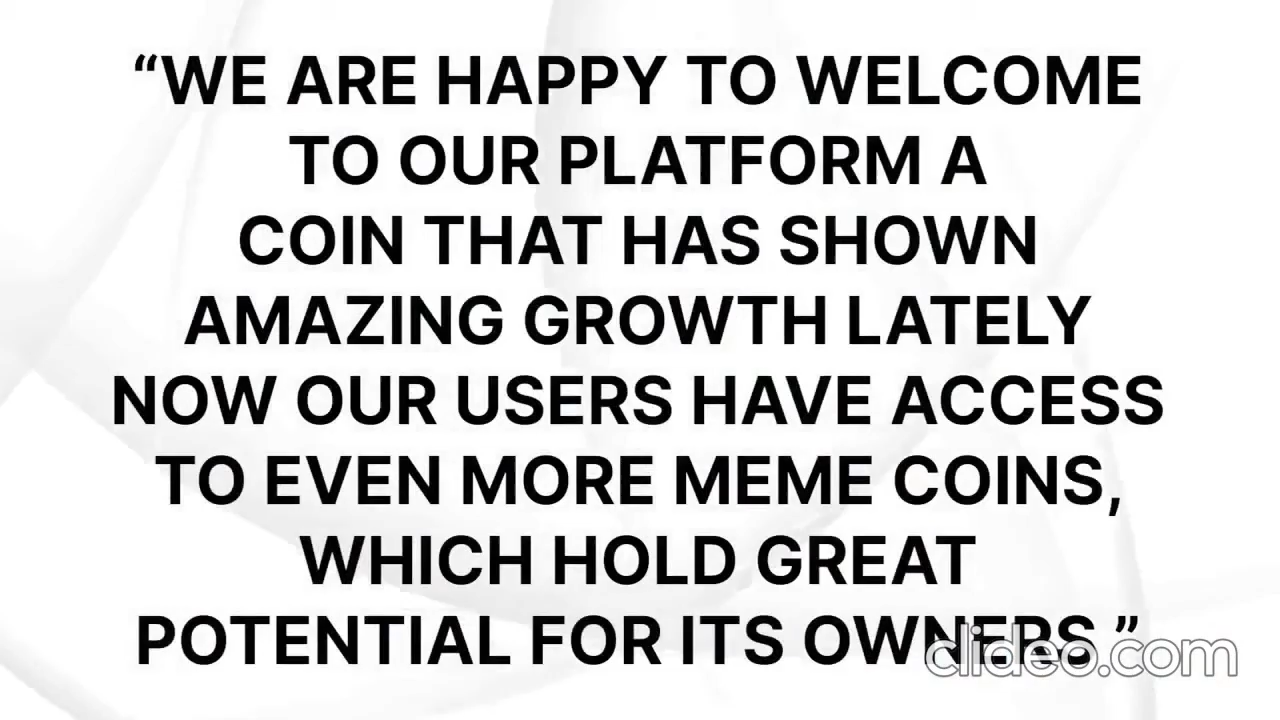 “WE ARE HAPPY TO WELCOME
TO OUR PLATFORM A
COIN THAT HAS SHOWN
AMAZING GROWTH LATELY
NOW OUR USERS HAVE ACCESS
TO EVEN MORE MEME COINS,
WHICH HOLD GREAT
POTENTIAL FOR ITS OWNERS.”
clideo.com